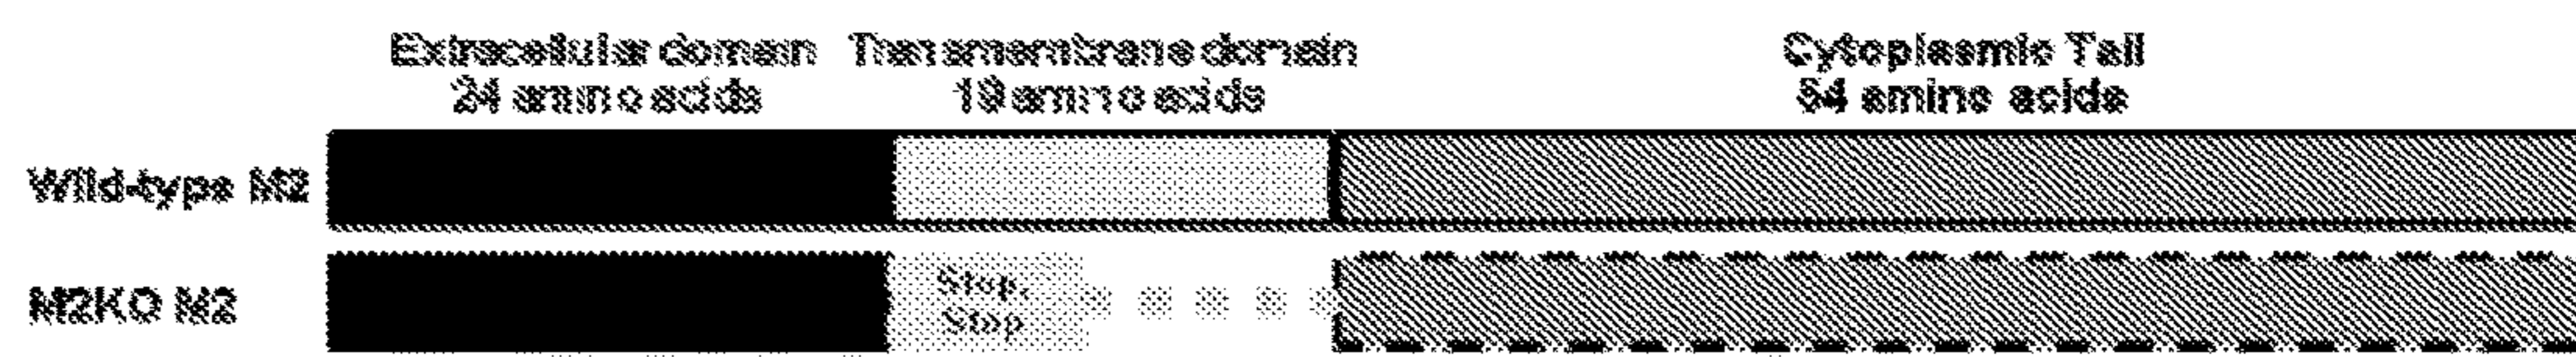 Extracellular domain Transmembrane domain Cytoplasmic Tail
24 amino acids 19 amino acids 54 amino acids
Wild-type M2
Stop,
M2KO M2
Stop